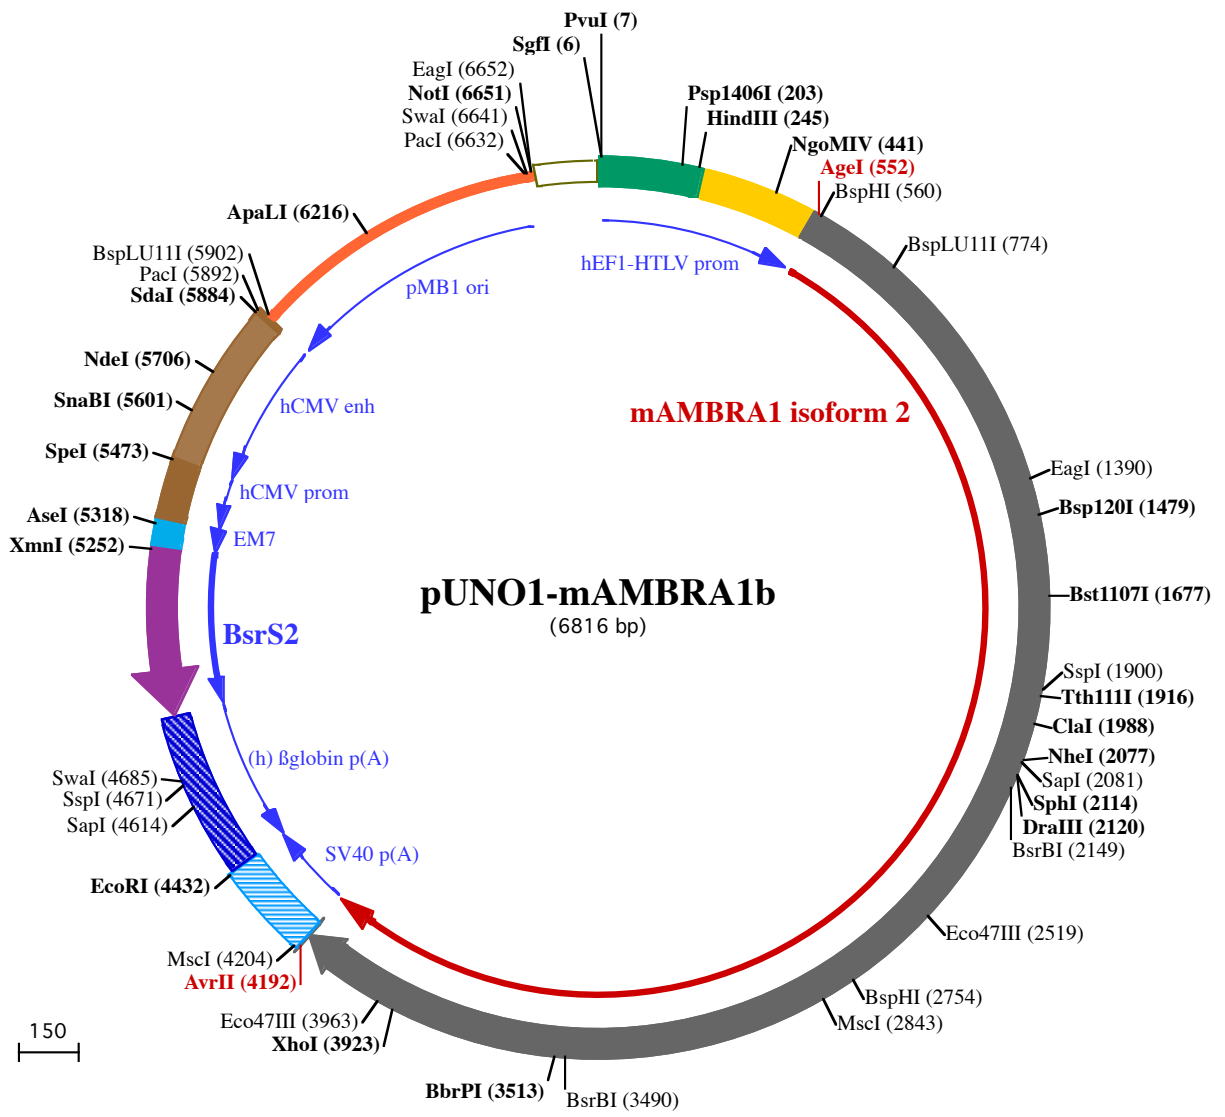 PvuI (7)
SgfI (6)
EagI (6652)
NotI (6651)
SwaI (6641)
PacI (6632)
Psp1406I (203)
HindIII (245)
NgoMIV (441)
AgeI (552)
BspHI (560)
BspLU11I (774)
EagI (1390)
Bsp120I (1479)
Bst1107I (1677)
SspI (1900)
Tth111I (1916)
ClaI (1988)
NheI (2077)
SapI (2081)
SphI (2114)
DraIII (2120)
BsrBI (2149)
Eco47III (2519)
BspHI (2754)
MscI (2843)
BsrBI (3490)
BbrPI (3513)
XhoI (3923)
Eco47III (3963)
AvrII (4192)
MscI (4204)
EcoRI (4432)
SapI (4614)
SspI (4671)
SwaI (4685)
XmnI (5252)
AseI (5318)
SpeI (5473)
SnaBI (5601)
NdeI (5706)
SdaI (5884)
PacI (5892)
BspLU11I (5902)
ApaLI (6216)
hEF1-HTLV prom
pMB1 ori
hCMV enh
hCMV prom
EM7
BsrS2
(h) ßglobin p(A)
SV40 p(A)
mAMBRA1 isoform 2
pUNO1-mAMBRA1b
(6816 bp)
150